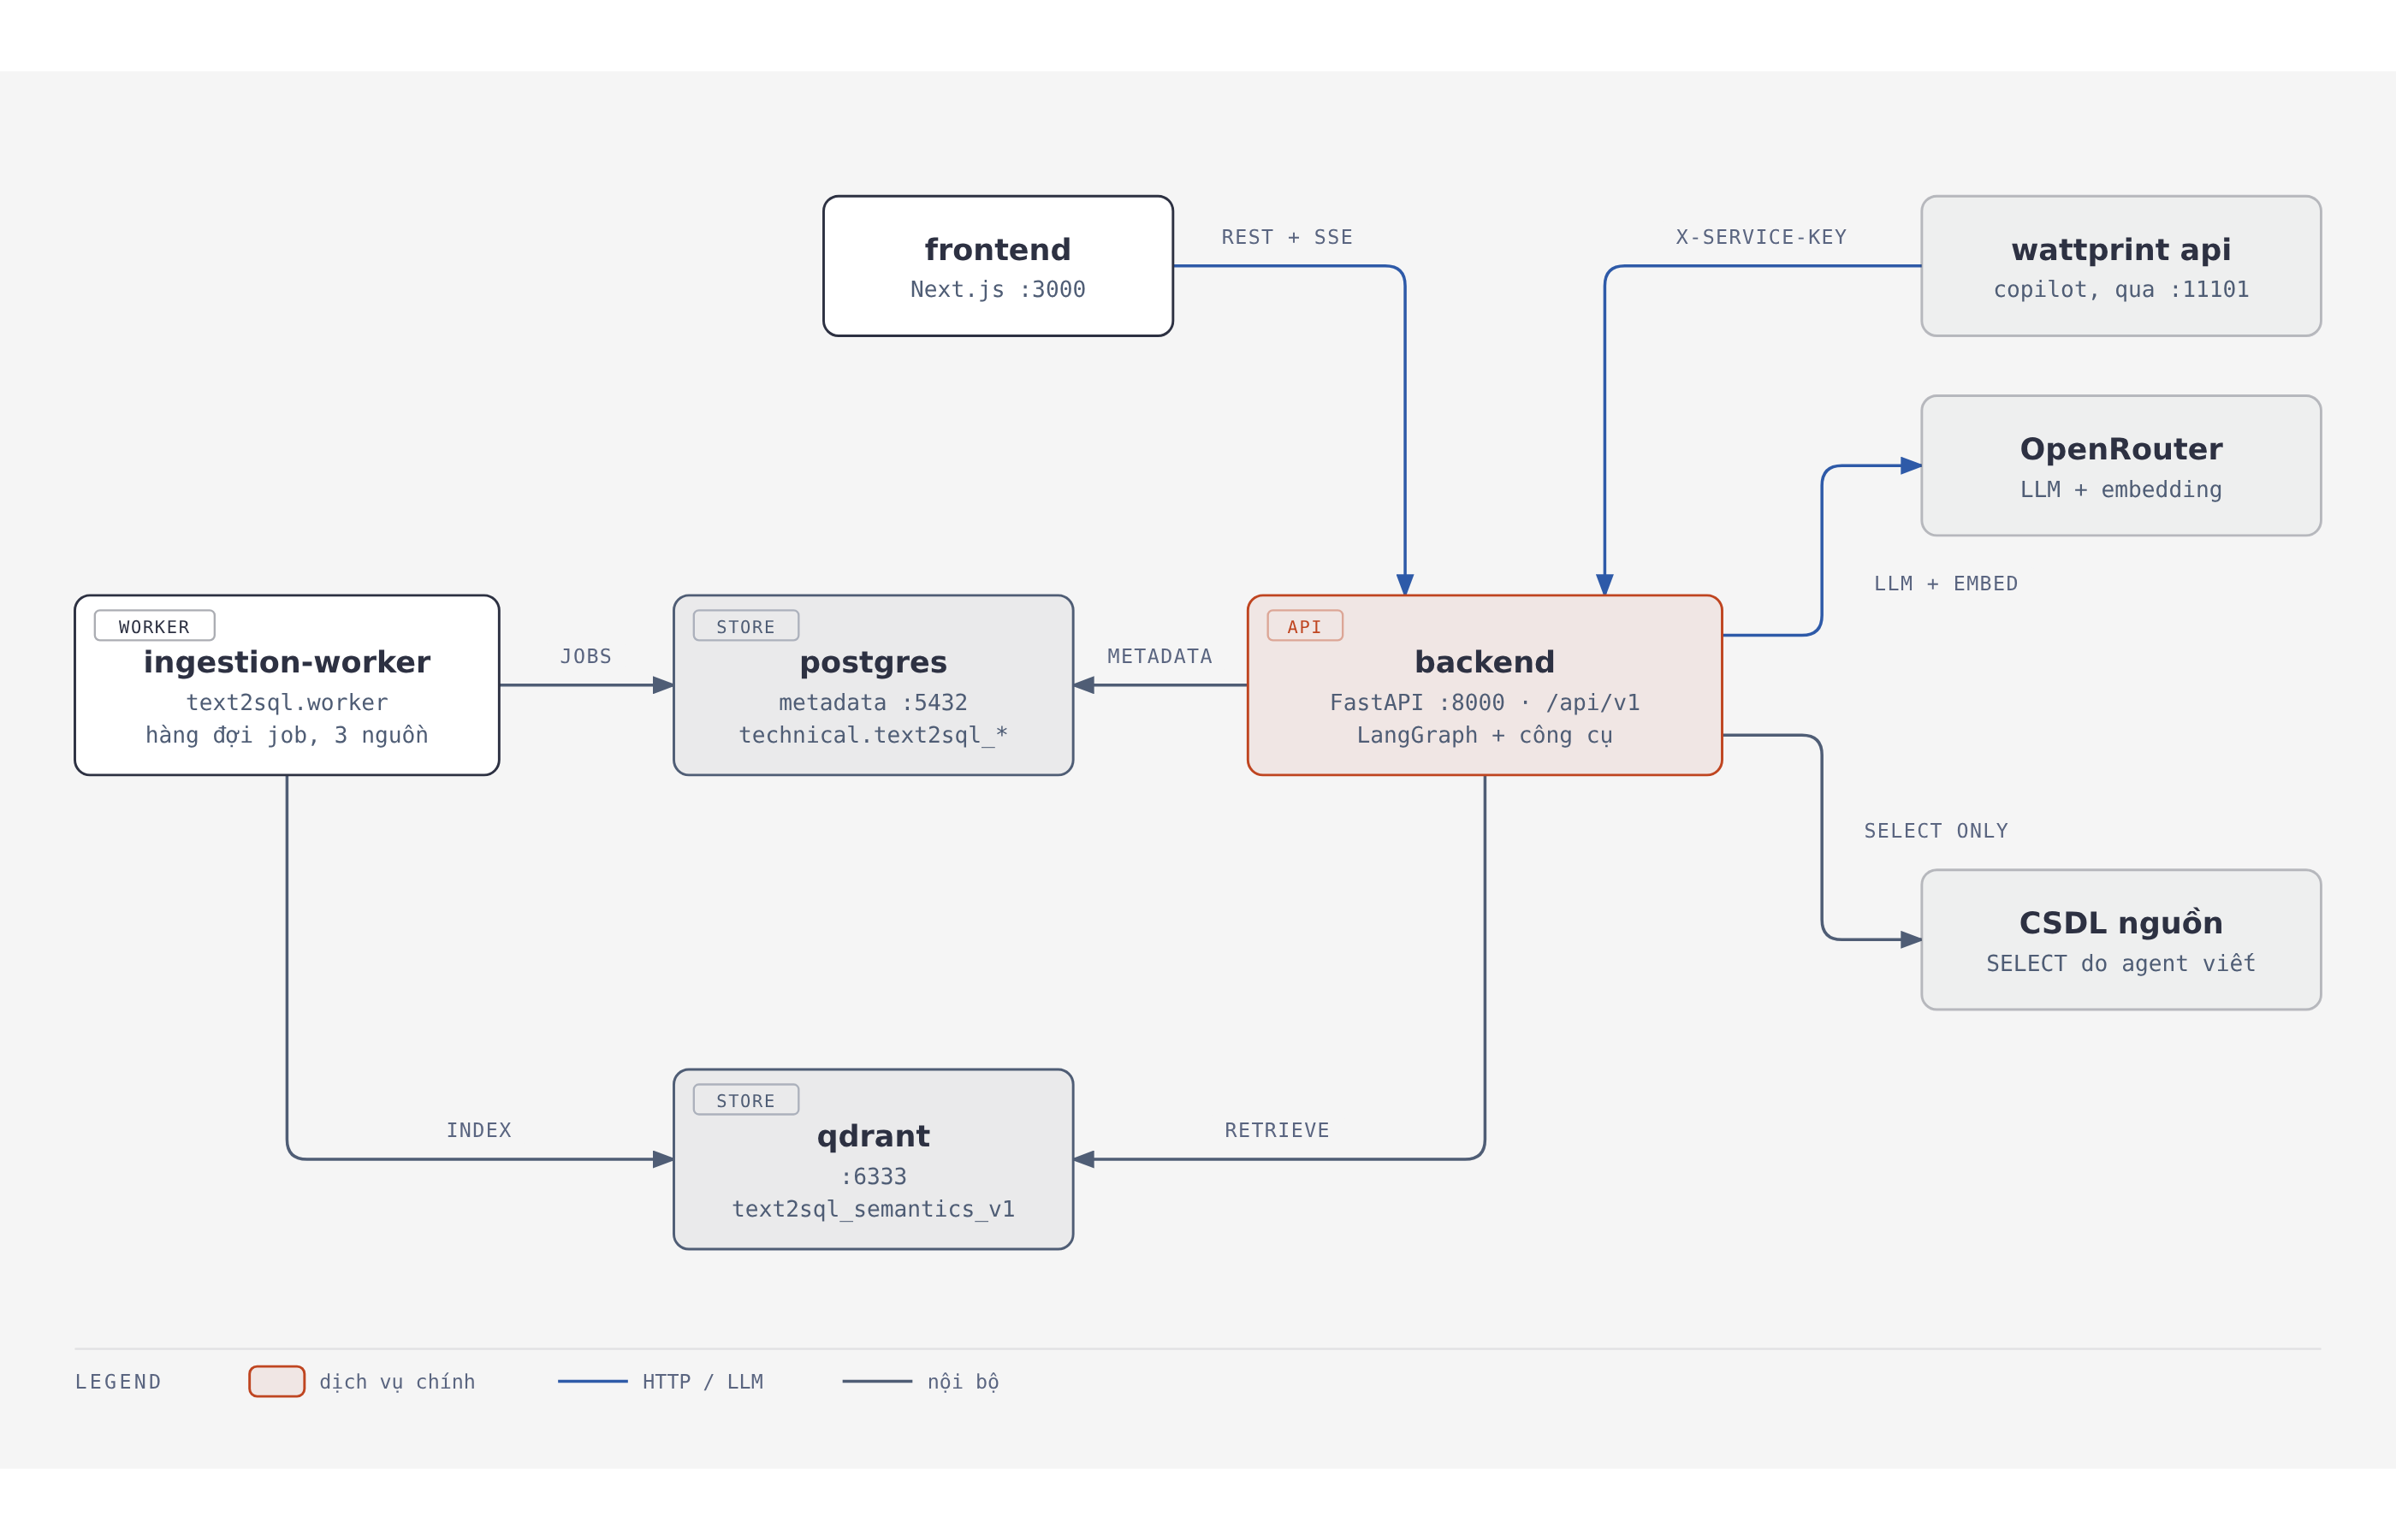 frontend
Next.js :3000
REST + SSE
X-SERVICE-KEY
wattprint api
copilot, qua :11101
OpenRouter
LLM + embedding
LLM + EMBED
WORKER
ingestion-worker
text2sql.worker
hàng đợi job, 3 nguồn
JOBS
STORE
postgres
metadata :5432
technical.text2sql_*
METADATA
API
backend
FastAPI :8000 · /api/v1
LangGraph + công cụ
SELECT ONLY
CSDL nguồn
SELECT do agent viết
INDEX
STORE
qdrant
:6333
text2sql_semantics_v1
RETRIEVE
LEGEND
dịch vụ chính
HTTP / LLM
nội bộ